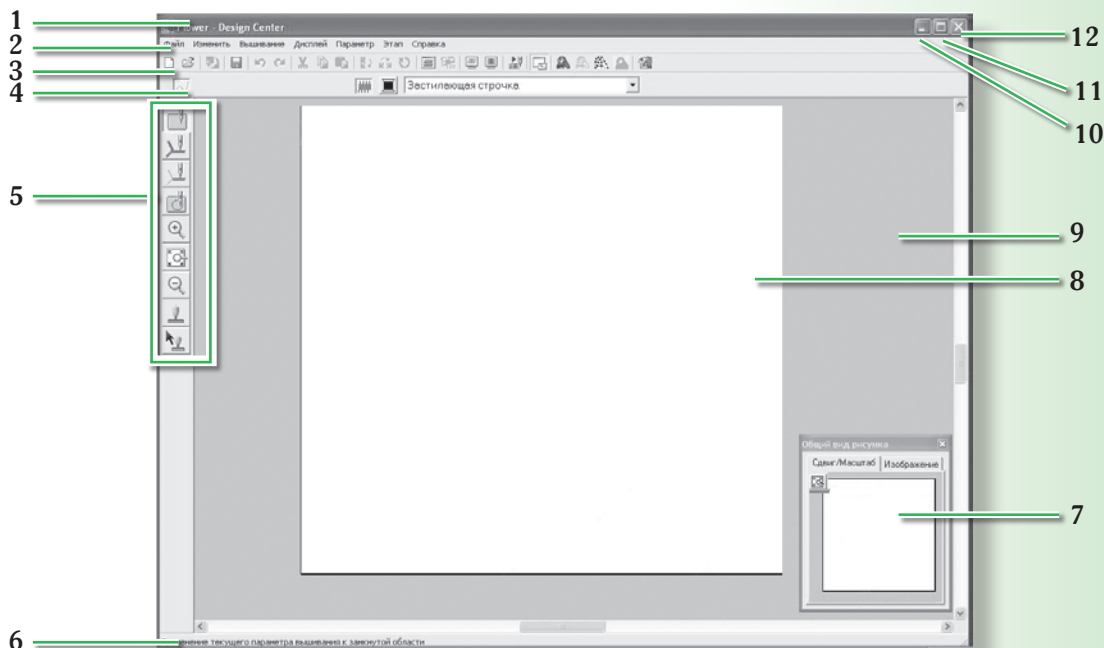 1
Flower - Design Center
12
2
Файл Изменить Вышивание Дисплей Параметр Этап Справка
3
4
Застилающая строчка
11
10
5
9
8
Общий вид рисунка
Сдвиг/Масштаб Изображение
7
6
текущего параметра вышивания к замкнутой области